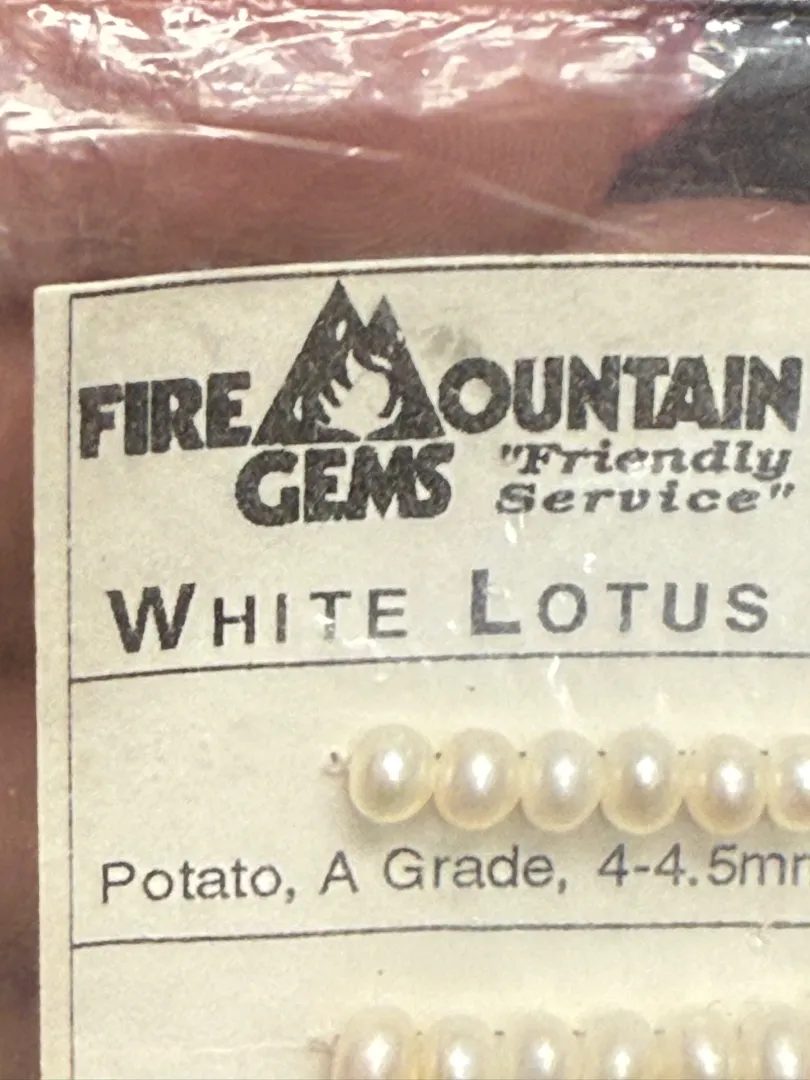 FIRE MOUNTAIN
GEMS "Friendly
Service"
WHITE LOTUS
Potato, A Grade, 4-4.5m